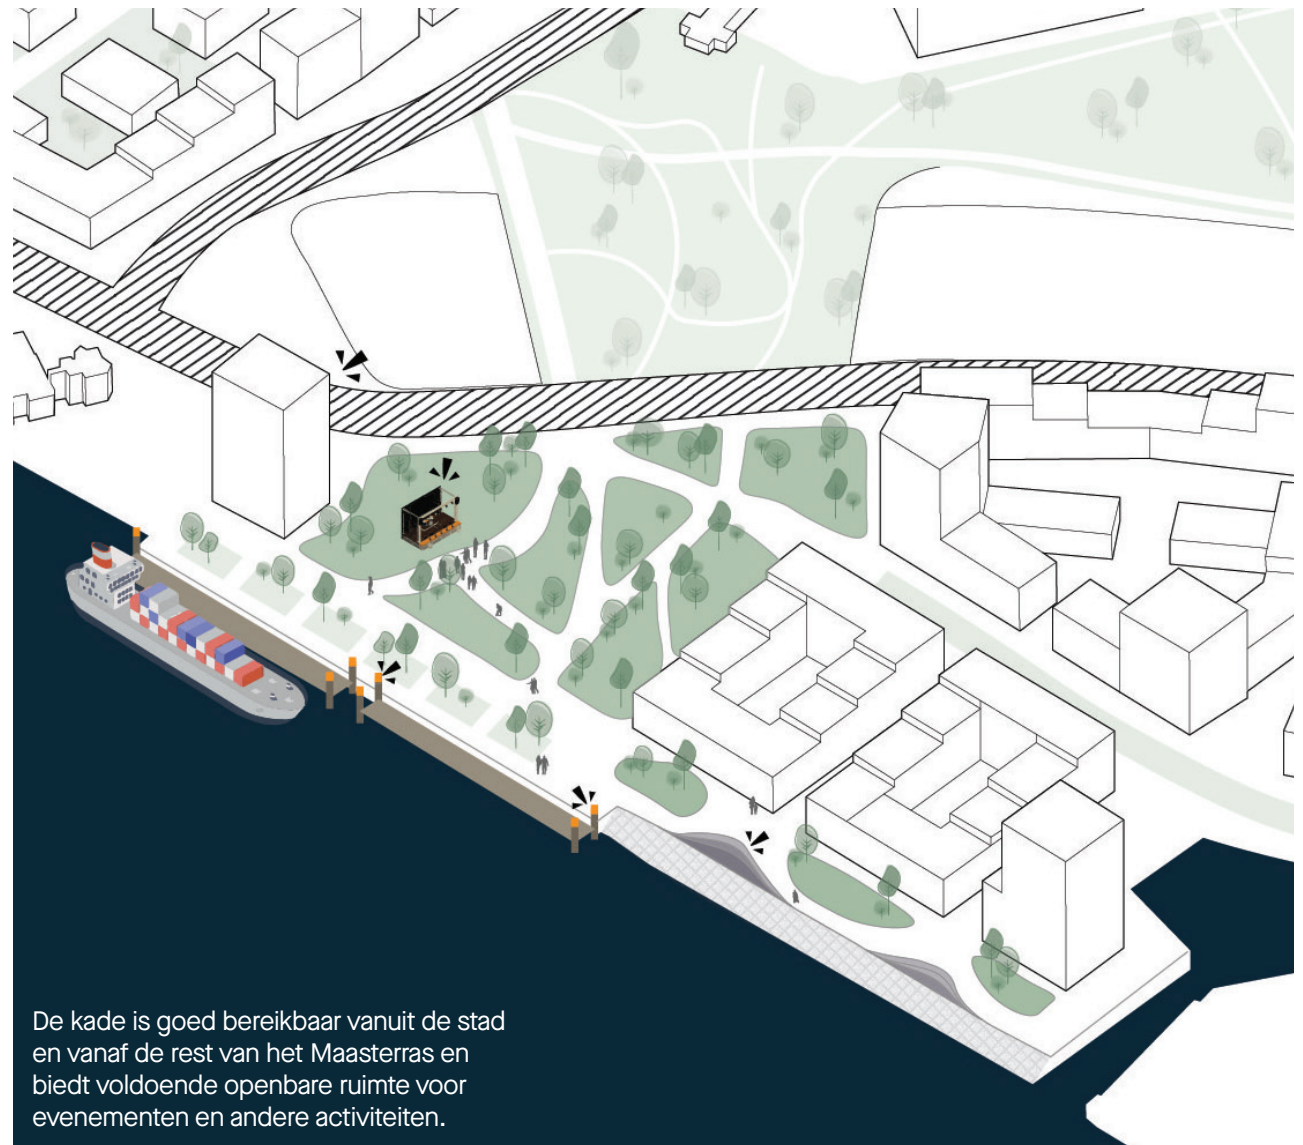 De kade is goed bereikbaar vanuit de stad
en vanaf de rest van het Maasterras en
biedt voldoende openbare ruimte voor
evenementen en andere activiteiten.